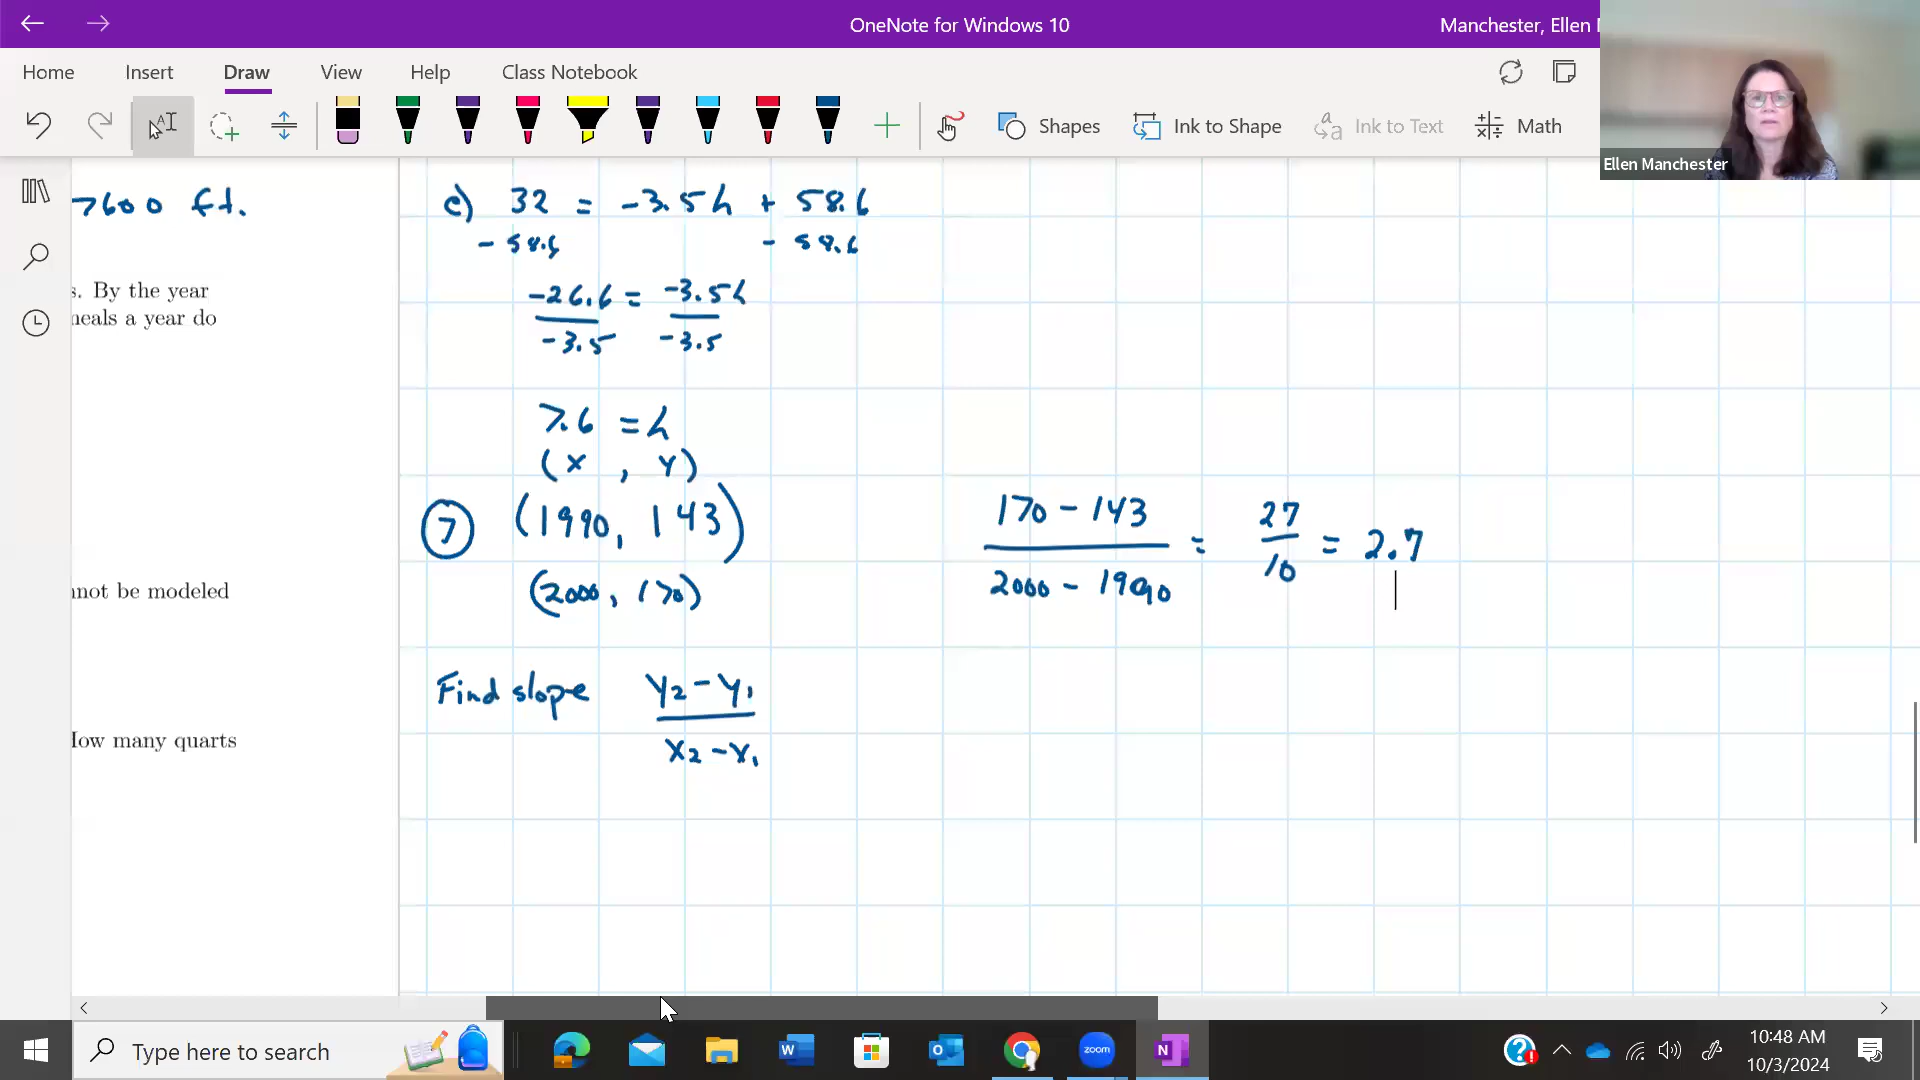 OneNote for Windows 10
Manchester, Ellen
Home Insert Draw View Help Class Notebook
Shapes Ink to Shape Ink to Text Math
Ellen Manchester
7600 ft.
s. By the year
meals a year do
nnot be modeled
How many quarts
c) 32 = -3.5h + 58.6
- 58.6 - 58.6
-26.6 = -3.5h
-3.5 -3.5
7.6 = h
(x , y)
7 (1990, 143)
(2000, 170)
170 - 143 = 27 = 2.7
2000 - 1990 10
Find slope y₂ - y₁
x₂ - x₁
Type here to search
zoom
10:48 AM
10/3/2024